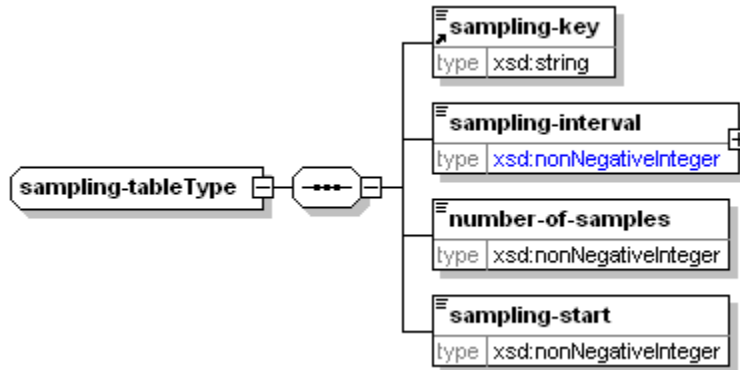 sampling-key
type xsd:string
sampling-interval
type xsd:nonNegativeInteger
sampling-tableType
number-of-samples
type xsd:nonNegativeInteger
sampling-start
type xsd:nonNegativeInteger